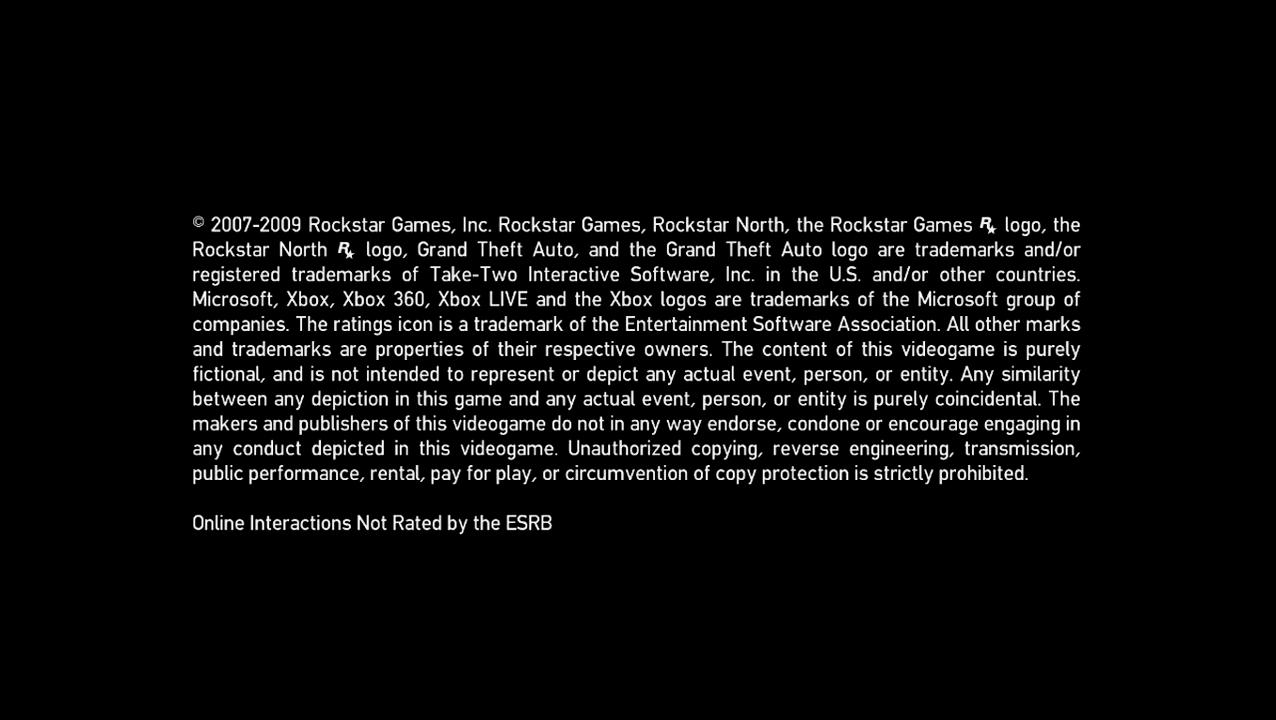 © 2007-2009 Rockstar Games, Inc. Rockstar Games, Rockstar North, the Rockstar Games R★ logo, the
Rockstar North R★ logo, Grand Theft Auto, and the Grand Theft Auto logo are trademarks and/or
registered trademarks of Take-Two Interactive Software, Inc. in the U.S. and/or other countries.
Microsoft, Xbox, Xbox 360, Xbox LIVE and the Xbox logos are trademarks of the Microsoft group of
companies. The ratings icon is a trademark of the Entertainment Software Association. All other marks
and trademarks are properties of their respective owners. The content of this videogame is purely
fictional, and is not intended to represent or depict any actual event, person, or entity. Any similarity
between any depiction in this game and any actual event, person, or entity is purely coincidental. The
makers and publishers of this videogame do not in any way endorse, condone or encourage engaging in
any conduct depicted in this videogame. Unauthorized copying, reverse engineering, transmission,
public performance, rental, pay for play, or circumvention of copy protection is strictly prohibited.
Online Interactions Not Rated by the ESRB